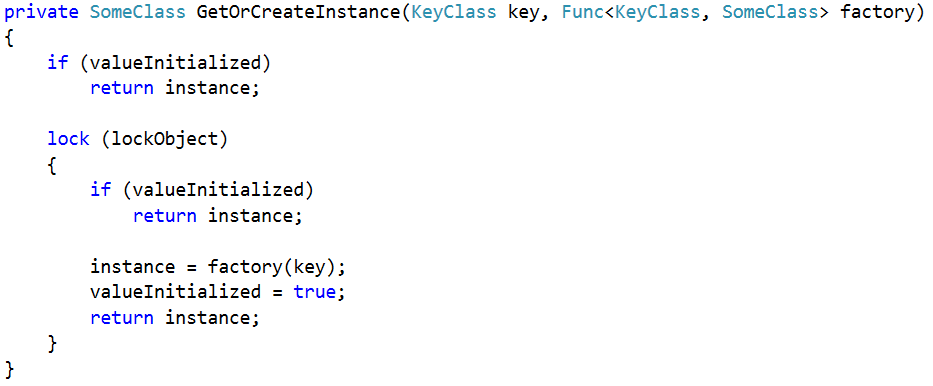 private SomeClass GetOrCreateInstance(KeyClass key, Func<KeyClass, SomeClass> factory)
{
    if (valueInitialized)
        return instance;

    lock (lockObject)
    {
        if (valueInitialized)
            return instance;

        instance = factory(key);
        valueInitialized = true;
        return instance;
    }
}